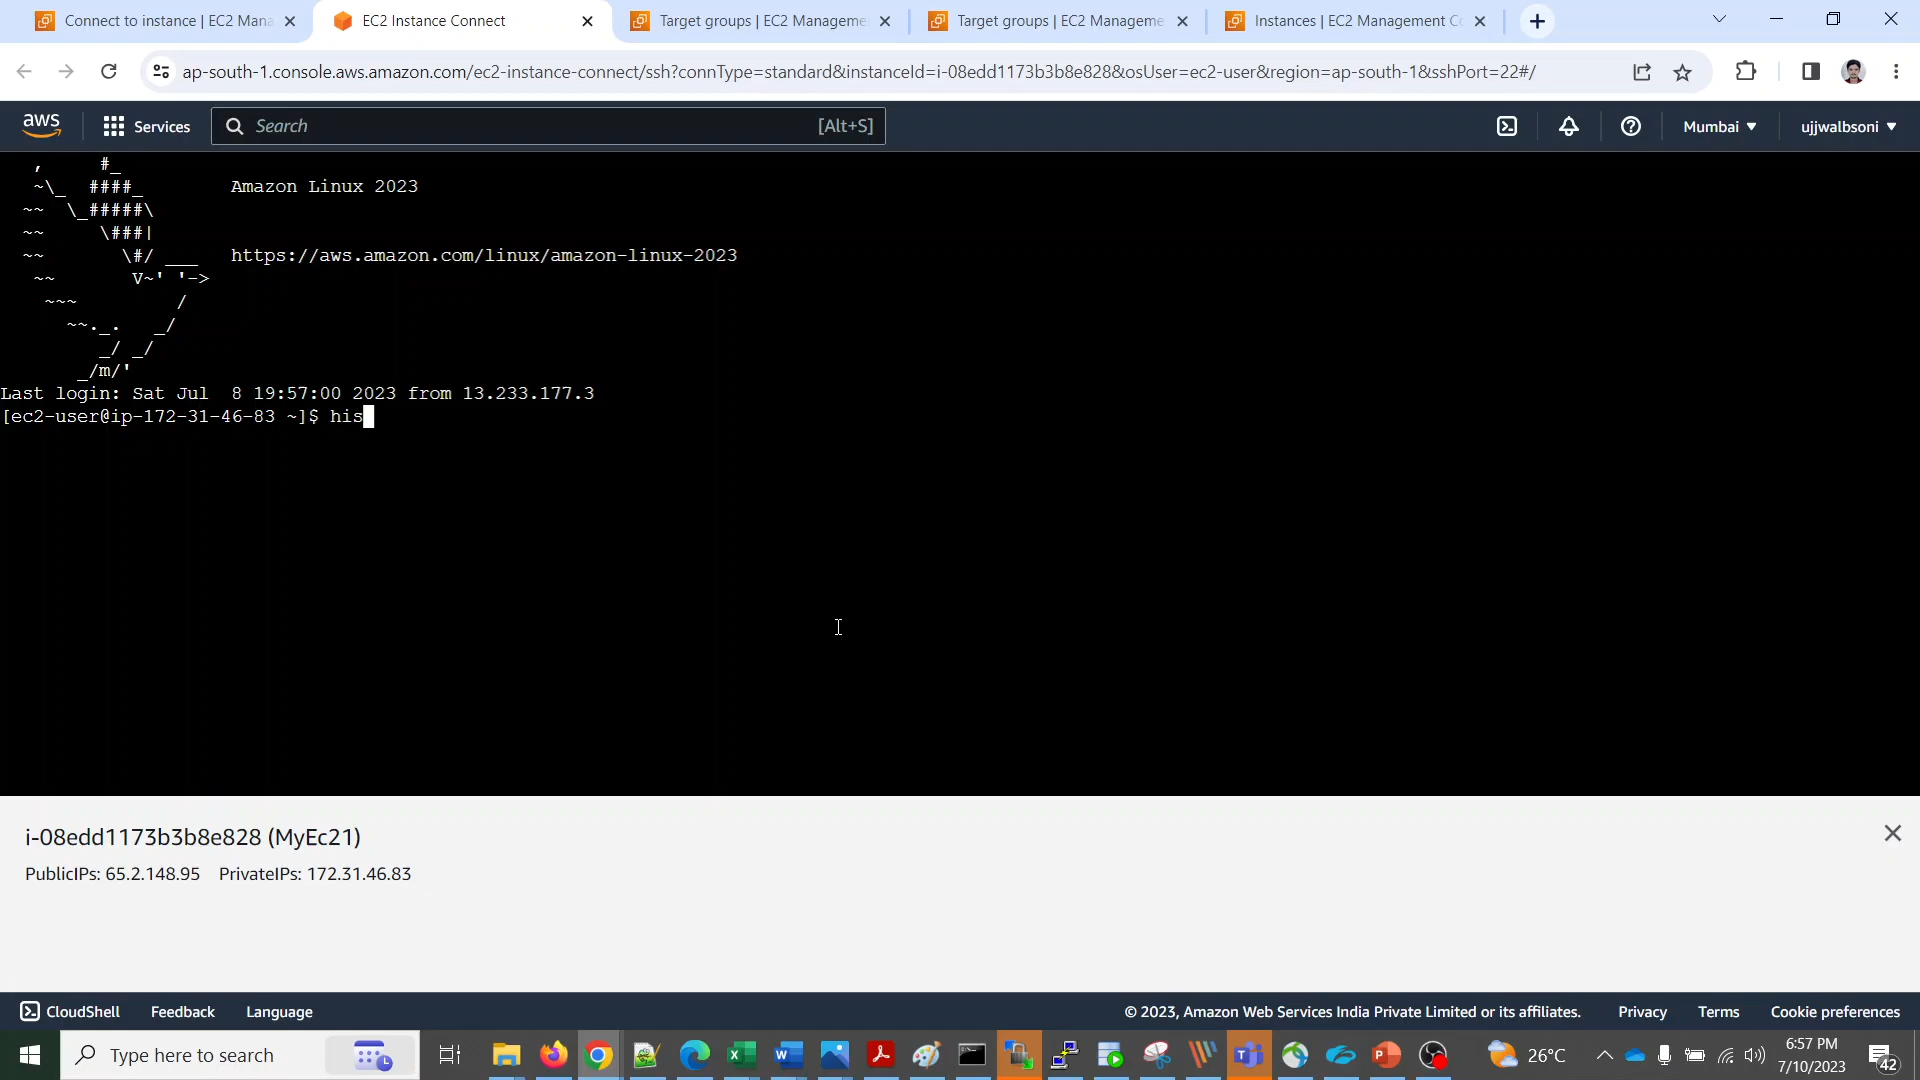 Connect to instance | EC2 Mana
EC2 Instance Connect
Target groups | EC2 Manageme
Target groups | EC2 Manageme
Instances | EC2 Management Co
ap-south-1.console.aws.amazon.com/ec2-instance-connect/ssh?connType=standard&instanceId=i-08edd1173b3b8e828&osUser=ec2-user&region=ap-south-1&sshPort=22#/
aws
Services
Search
[Alt+S]
Mumbai
ujjwalbsoni
   ,     #_
   ~\_  ####_        Amazon Linux 2023
  ~~  \_#####\
  ~~     \###|
  ~~       \#/ ___   https://aws.amazon.com/linux/amazon-linux-2023
   ~~       V~' '->
    ~~~         /
      ~~._.   _/
         _/ _/
       _/m/'
Last login: Sat Jul  8 19:57:00 2023 from 13.233.177.3
[ec2-user@ip-172-31-46-83 ~]$ his
i-08edd1173b3b8e828 (MyEc21)
PublicIPs: 65.2.148.95 PrivateIPs: 172.31.46.83
CloudShell
Feedback
Language
© 2023, Amazon Web Services India Private Limited or its affiliates.
Privacy
Terms
Cookie preferences
Type here to search
26°C
6:57 PM
7/10/2023
42